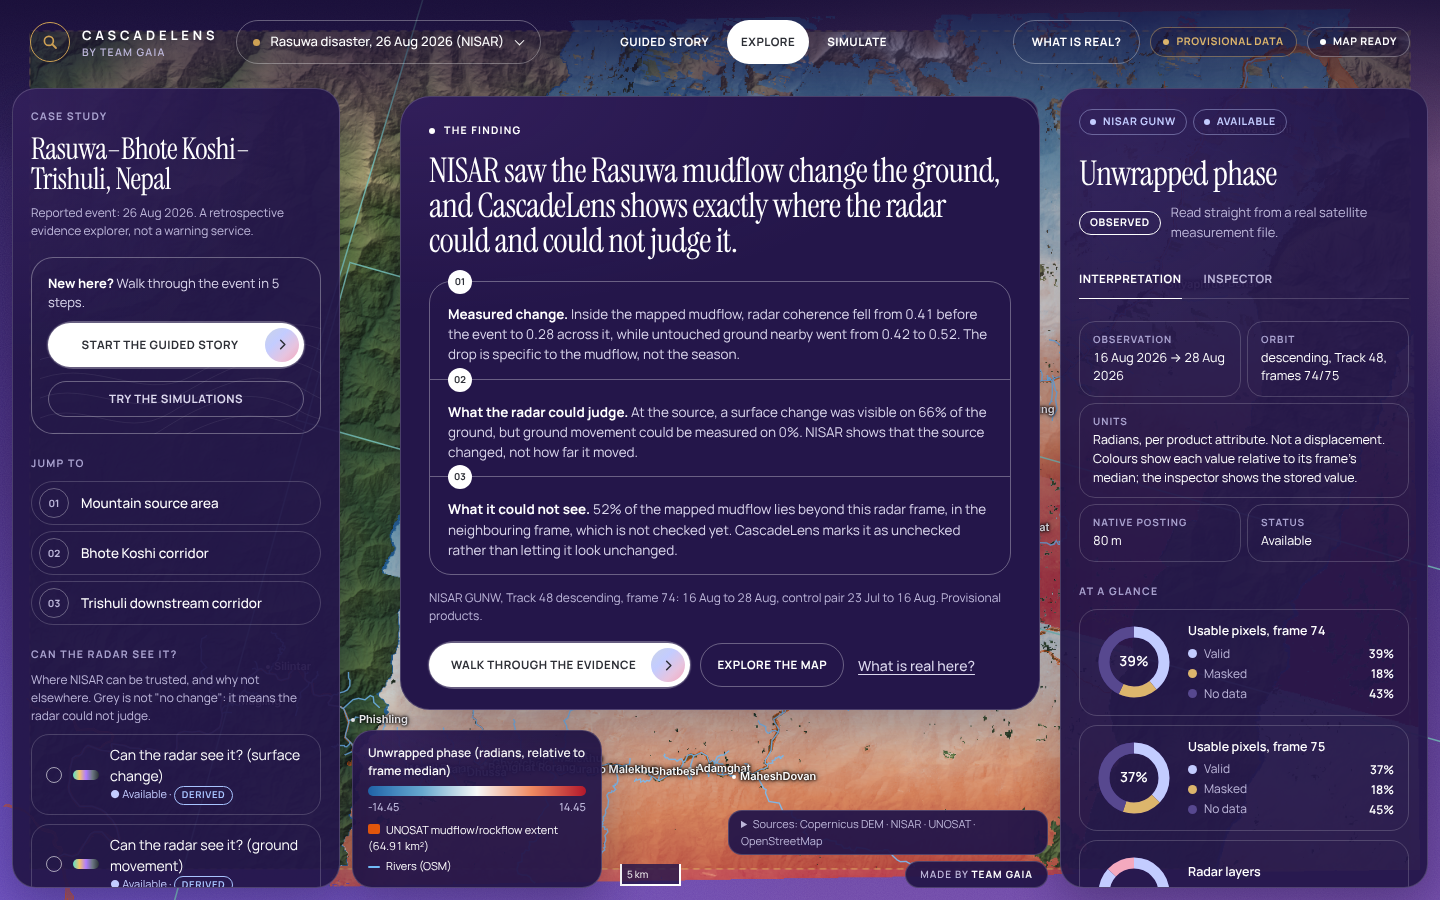 CASCADELENS
BY TEAM GAIA
Rasuwa disaster, 26 Aug 2026 (NISAR)
GUIDED STORY
EXPLORE
SIMULATE
WHAT IS REAL?
PROVISIONAL DATA
MAP READY
CASE STUDY
Rasuwa–Bhote Koshi–
Trishuli, Nepal
Reported event: 26 Aug 2026. A retrospective
evidence explorer, not a warning service.
New here? Walk through the event in 5
steps.
START THE GUIDED STORY
TRY THE SIMULATIONS
JUMP TO
01 Mountain source area
02 Bhote Koshi corridor
03 Trishuli downstream corridor
CAN THE RADAR SEE IT?
Where NISAR can be trusted, and why not
elsewhere. Grey is not "no change": it means the
radar could not judge.
Can the radar see it? (surface
change)
Available · DERIVED
Can the radar see it? (ground
movement)
Available · DERIVED
THE FINDING
NISAR saw the Rasuwa mudflow change the ground,
and CascadeLens shows exactly where the radar
could and could not judge it.
01
Measured change. Inside the mapped mudflow, radar coherence fell from 0.41 before
the event to 0.28 across it, while untouched ground nearby went from 0.42 to 0.52. The
drop is specific to the mudflow, not the season.
02
What the radar could judge. At the source, a surface change was visible on 66% of the
ground, but ground movement could be measured on 0%. NISAR shows that the source
changed, not how far it moved.
03
What it could not see. 52% of the mapped mudflow lies beyond this radar frame, in the
neighbouring frame, which is not checked yet. CascadeLens marks it as unchecked
rather than letting it look unchanged.
NISAR GUNW, Track 48 descending, frame 74: 16 Aug to 28 Aug, control pair 23 Jul to 16 Aug. Provisional
products.
WALK THROUGH THE EVIDENCE
EXPLORE THE MAP
What is real here?
Phishling
Malekhu
Ghatbesi
Adamghat
MaheshDovan
Unwrapped phase (radians, relative to
frame median)
-14.45
14.45
UNOSAT mudflow/rockflow extent
(64.91 km²)
Rivers (OSM)
5 km
Sources: Copernicus DEM · NISAR · UNOSAT ·
OpenStreetMap
MADE BY TEAM GAIA
NISAR GUNW
AVAILABLE
Unwrapped phase
OBSERVED
Read straight from a real satellite
measurement file.
INTERPRETATION
INSPECTOR
OBSERVATION
16 Aug 2026 → 28 Aug
2026
ORBIT
descending, Track 48,
frames 74/75
UNITS
Radians, per product attribute. Not a displacement.
Colours show each value relative to its frame's
median; the inspector shows the stored value.
NATIVE POSTING
80 m
STATUS
Available
AT A GLANCE
39%
Usable pixels, frame 74
Valid 39%
Masked 18%
No data 43%
37%
Usable pixels, frame 75
Valid 37%
Masked 18%
No data 45%
Radar layers